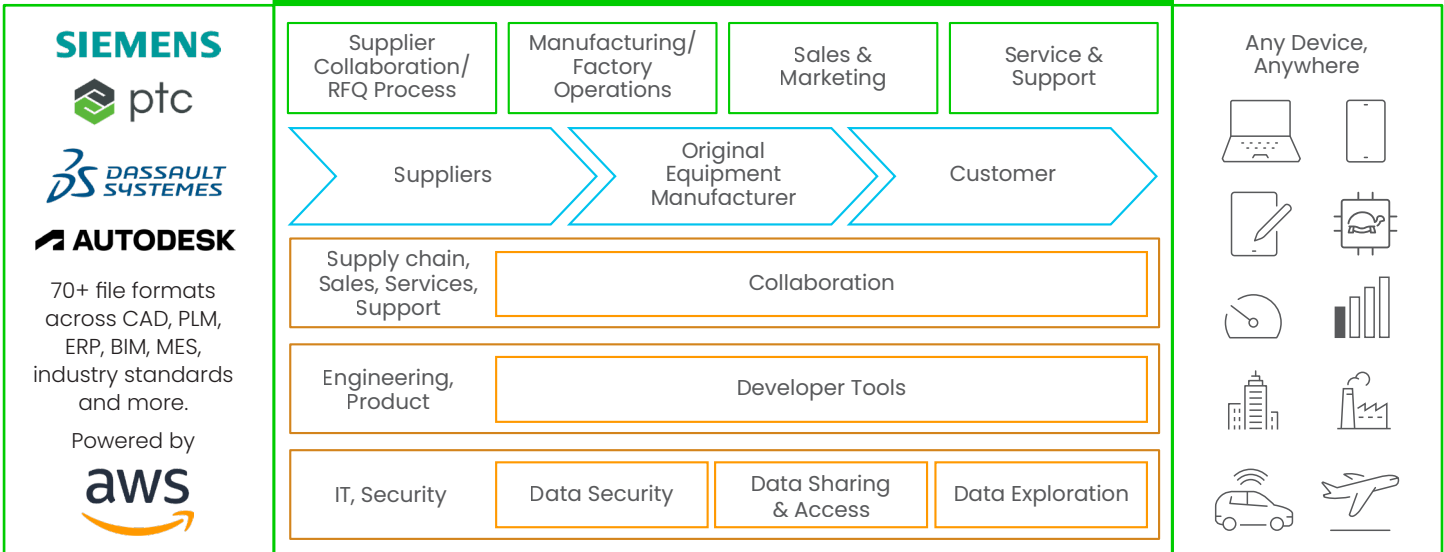 SIEMENS
ptc
DASSAULT
SYSTEMES
AUTODESK
70+ file formats
across CAD, PLM,
ERP, BIM, MES,
industry standards
and more.
Powered by
aws
Supplier
Collaboration/
RFQ Process
Manufacturing/
Factory
Operations
Sales &
Marketing
Service &
Support
Suppliers
Original
Equipment
Manufacturer
Customer
Supply chain,
Sales, Services,
Support
Collaboration
Engineering,
Product
Developer Tools
IT, Security
Data Security
Data Sharing
& Access
Data Exploration
Any Device,
Anywhere